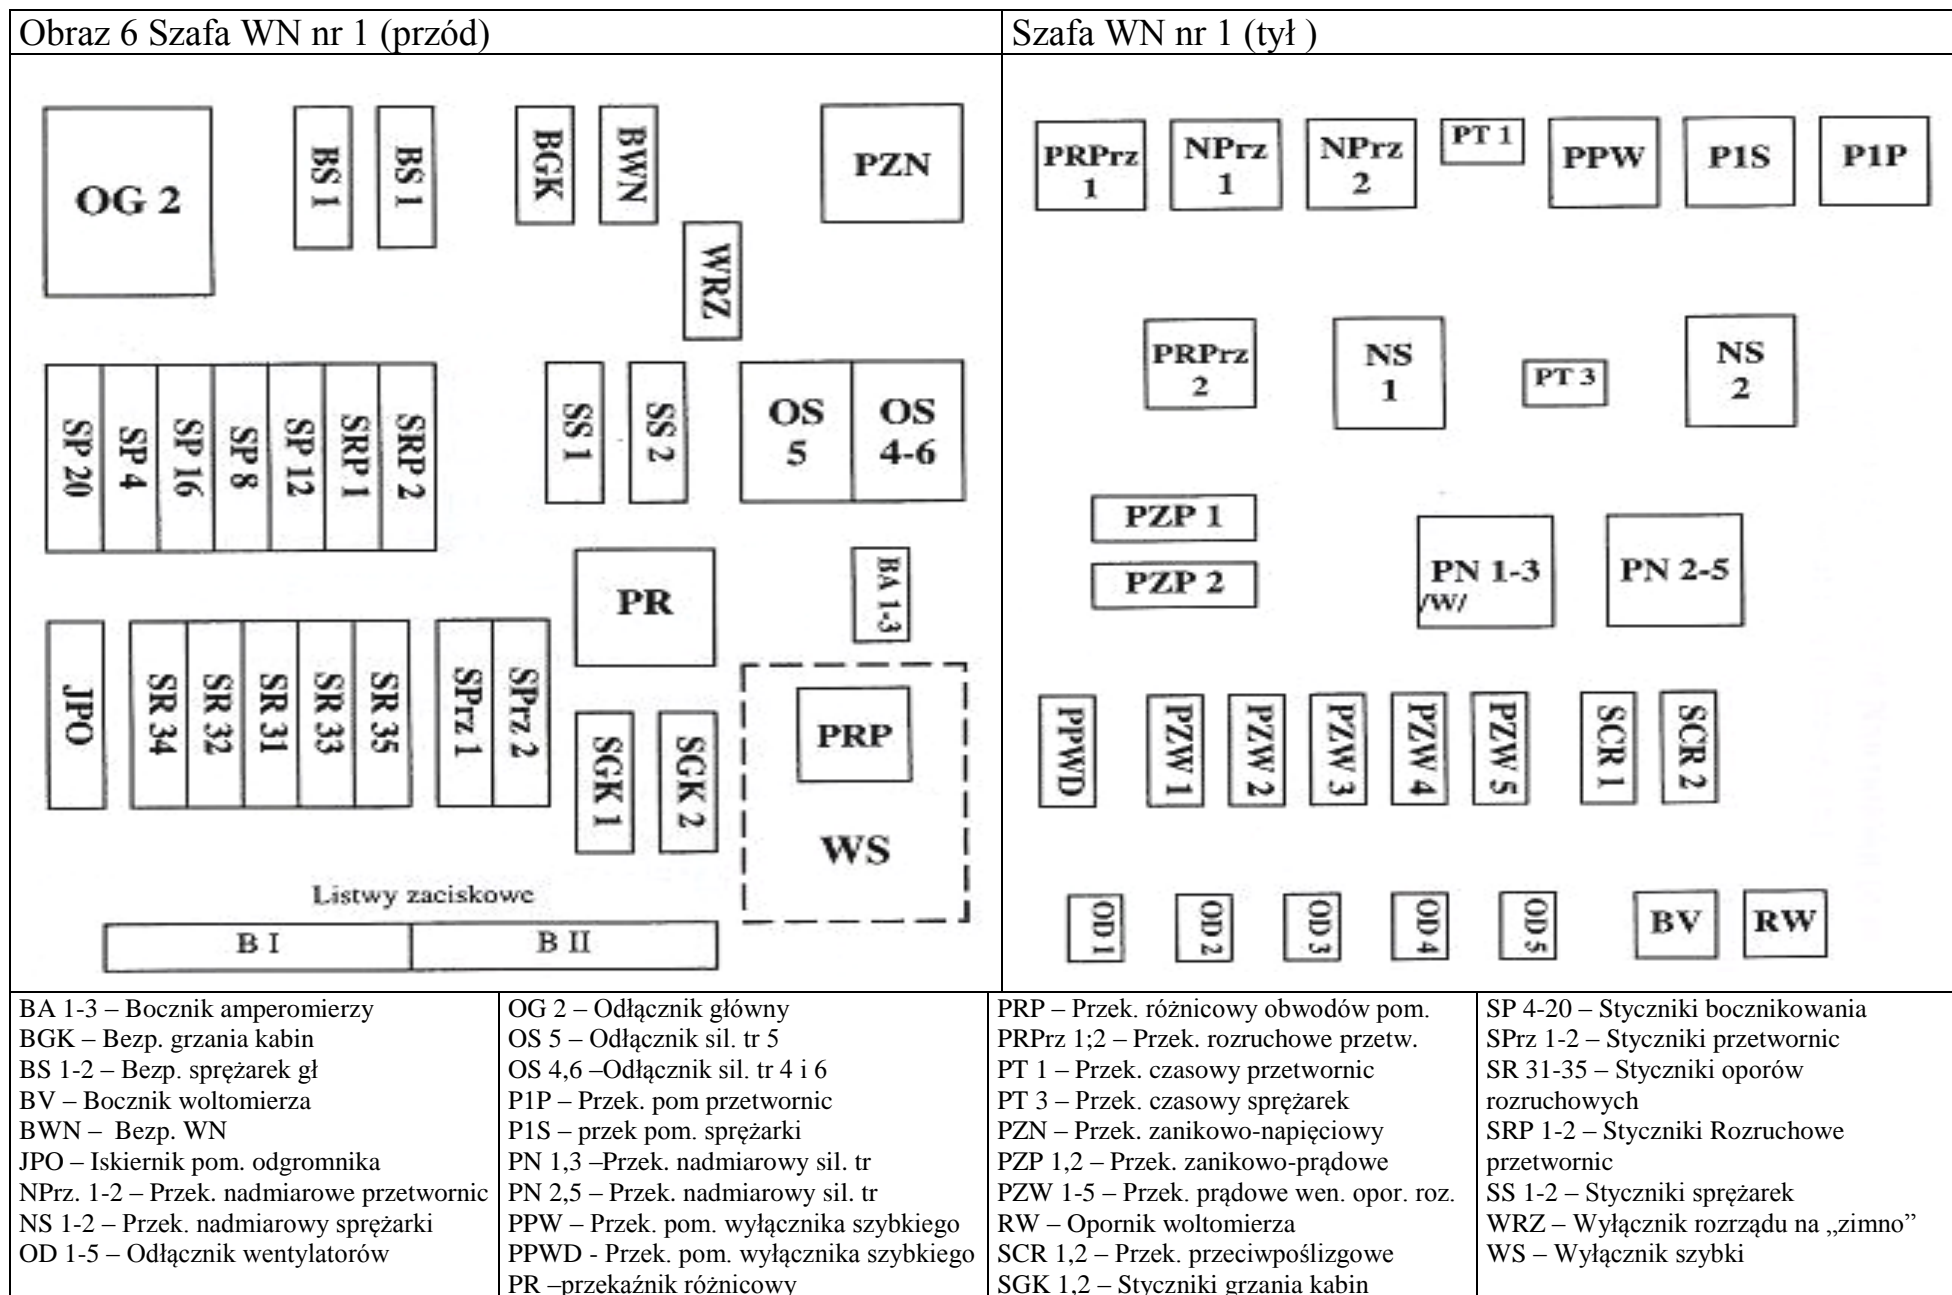 Obraz 6 Szafa WN nr 1 (przód)
OG 2
BS 1
BS 1
BGK
BWN
WRZ
PZN
SP 20
SP 4
SP 16
SP 8
SP 12
SRP 1
SRP 2
SS 1
SS 2
OS 5
OS 4-6
PR
BA 1-3
JPO
SR 34
SR 32
SR 31
SR 33
SR 35
SPrz 1
SPrz 2
SGK 1
SGK 2
PRP
WS
Listwy zaciskowe
B I
B II
Szafa WN nr 1 (tył )
PRPrz 1
NPrz 1
NPrz 2
PT 1
PPW
P1S
P1P
PRPrz 2
NS 1
PT 3
NS 2
PZP 1
PZP 2
PN 1-3
/W/
PN 2-5
PPWD
PZW 1
PZW 2
PZW 3
PZW 4
PZW 5
SCR 1
SCR 2
OD 1
OD 2
OD 3
OD 4
OD 5
BV
RW
BA 1-3 – Bocznik amperomierzy
BGK – Bezp. grzania kabin
BS 1-2 – Bezp. sprężarek gł
BV – Bocznik woltomierza
BWN – Bezp. WN
JPO – Iskiernik pom. odgromnika
NPrz. 1-2 – Przek. nadmiarowe przetwornic
NS 1-2 – Przek. nadmiarowy sprężarki
OD 1-5 – Odłącznik wentylatorów
OG 2 – Odłącznik główny
OS 5 – Odłącznik sil. tr 5
OS 4,6 –Odłącznik sil. tr 4 i 6
P1P – Przek. pom przetwornic
P1S – przek pom. sprężarki
PN 1,3 –Przek. nadmiarowy sil. tr
PN 2,5 – Przek. nadmiarowy sil. tr
PPW – Przek. pom. wyłącznika szybkiego
PPWD - Przek. pom. wyłącznika szybkiego
PR –przekaźnik różnicowy
PRP – Przek. różnicowy obwodów pom.
PRPrz 1;2 – Przek. rozruchowe przetw.
PT 1 – Przek. czasowy przetwornic
PT 3 – Przek. czasowy sprężarek
PZN – Przek. zanikowo-napięciowy
PZP 1,2 – Przek. zanikowo-prądowe
PZW 1-5 – Przek. prądowe wen. opor. roz.
RW – Opornik woltomierza
SCR 1,2 – Przek. przeciwpoślizgowe
SGK 1,2 – Styczniki grzania kabin
SP 4-20 – Styczniki bocznikowania
SPrz 1-2 – Styczniki przetwornic
SR 31-35 – Styczniki oporów
rozruchowych
SRP 1-2 – Styczniki Rozruchowe
przetwornic
SS 1-2 – Styczniki sprężarek
WRZ – Wyłącznik rozrządu na „zimno”
WS – Wyłącznik szybki